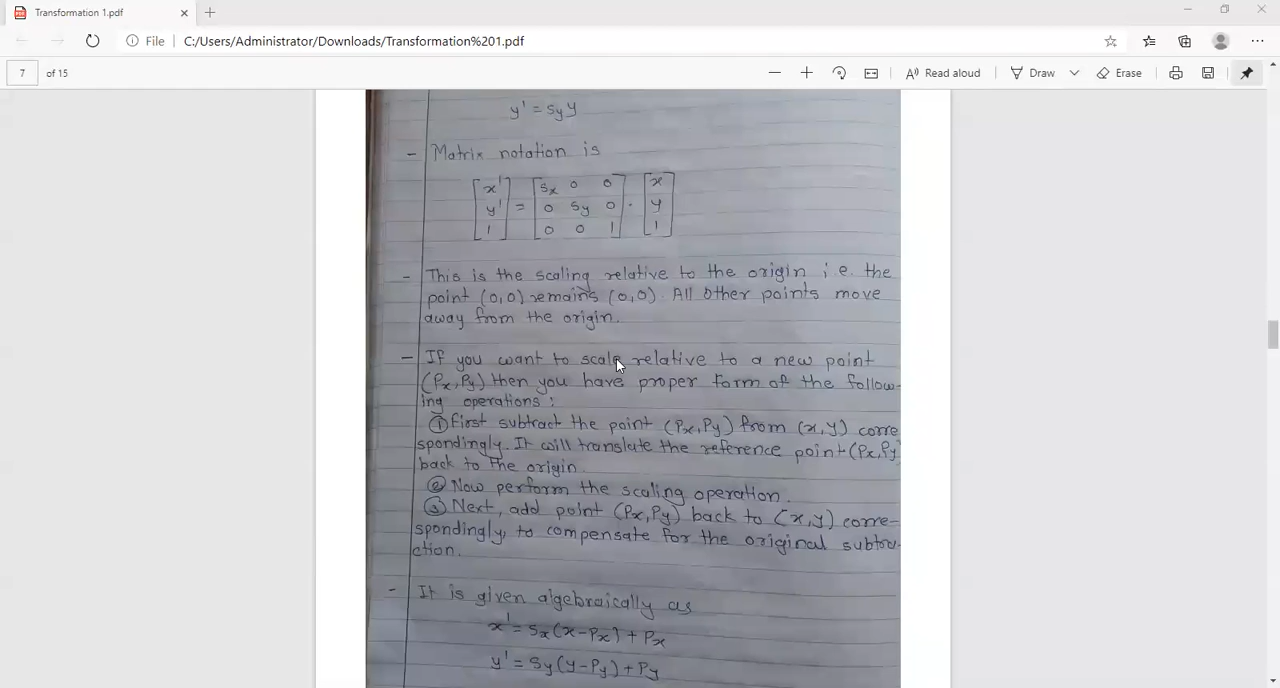 Transformation 1.pdf
File
C:/Users/Administrator/Downloads/Transformation%201.pdf
7 of 15
Read aloud
Draw
Erase
y' = Sy y
- Matrix notation is
[x'] = [Sx 0 0] . [x]
[y'] [0 Sy 0] [y]
[1] [0 0 1] [1]
- This is the scaling relative to the origin i.e. the
point (0,0) remains (0,0). All other points move
away from the origin.
- If you want to scale relative to a new point
(Px, Py) then you have proper form of the follow-
ing operations :
① First subtract the point (Px, Py) from (x, y) corre
spondingly. It will translate the reference point (Px, Py
back to the origin.
② Now perform the scaling operation.
③ Next, add point (Px, Py) back to (x, y) corre-
spondingly, to compensate for the original subtra-
ction.
- It is given algebraically as
x' = Sx (x - Px) + Px
y' = Sy (y - Py) + Py